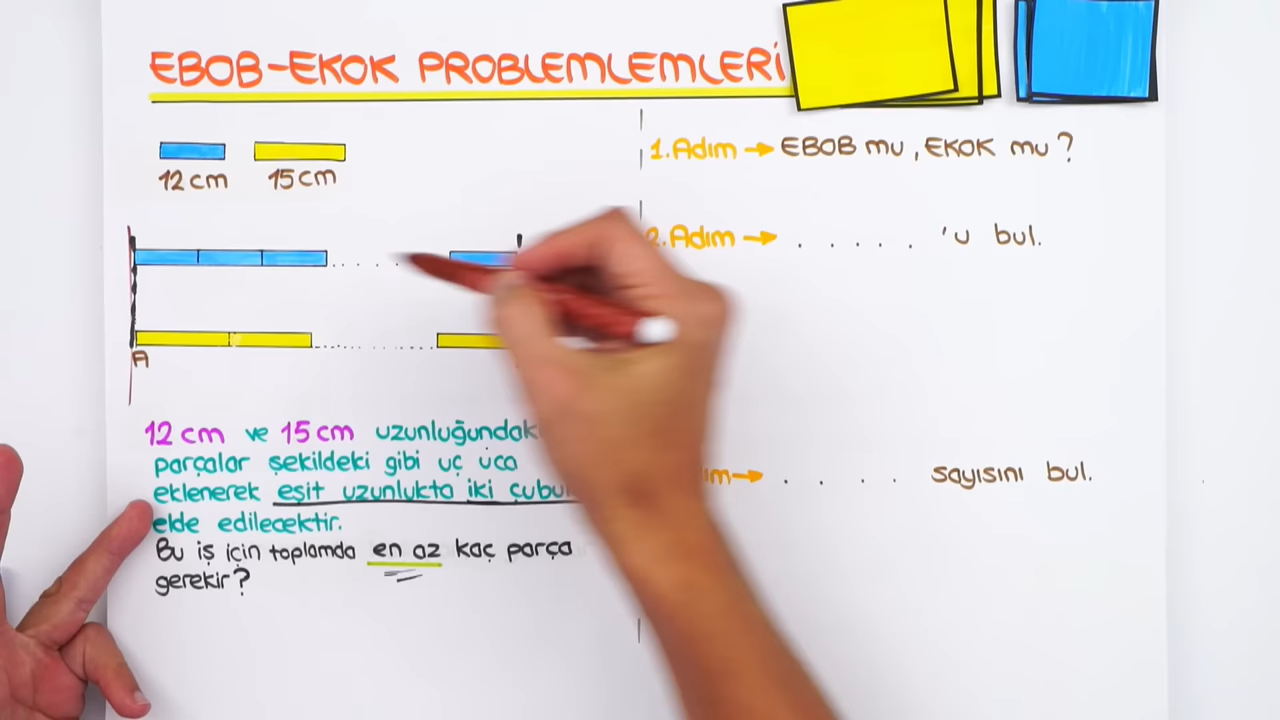 EBOB-EKOK PROBLEMLEMLERİ
12 cm 15 cm
A
12 cm ve 15 cm
parçalar şekildeki gibi uç uca
eklenerek eşit uzunlukta iki
elde edilecektir.
Bu iş için toplamda en az kaç parça
gerekir?
1. Adım → EBOB mu, EKOK mu?
2. Adım → . . . . . 'u bul.
→ . . . . sayısını bul.